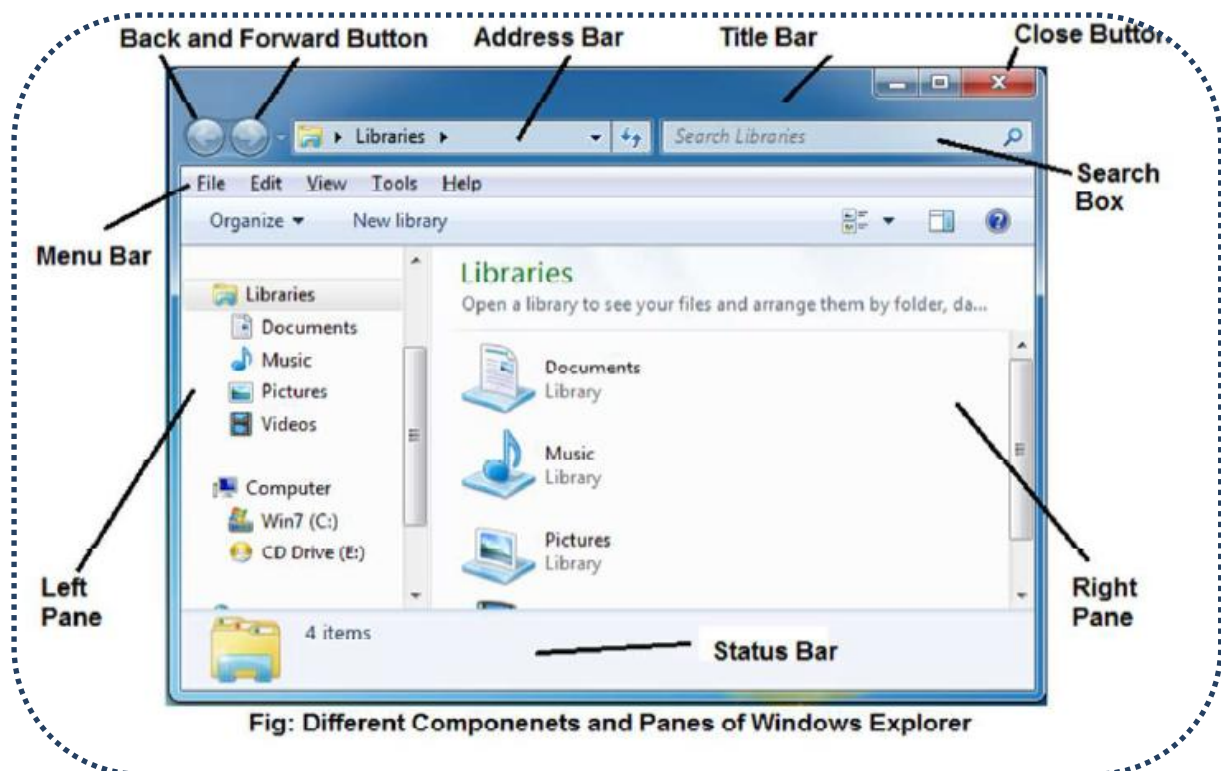 Back and Forward Button Address Bar Title Bar Close Button
Libraries
Search Libraries
File Edit View Tools Help
Search
Box
Organize New library
Menu Bar
Libraries
Open a library to see your files and arrange them by folder, da...
Libraries
Documents
Music
Pictures
Videos
Computer
Win7 (C:)
CD Drive (E:)
Documents
Library
Music
Library
Pictures
Library
Left
Pane
Right
Pane
4 items
Status Bar
Fig: Different Componenets and Panes of Windows Explorer